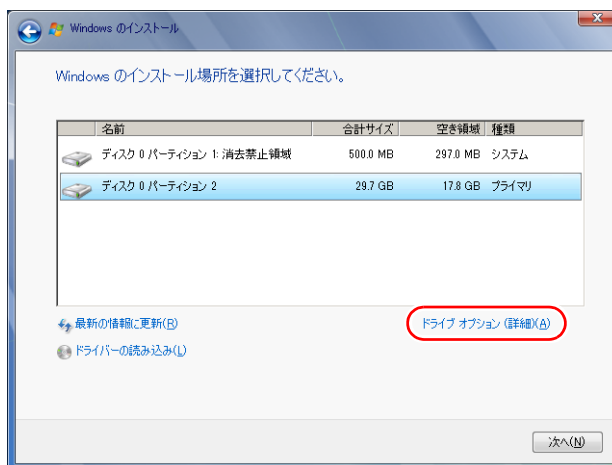 Windows のインストール
Windows のインストール場所を選択してください。
名前 合計サイズ 空き領域 種類
ディスク 0 パーティション 1: 消去禁止領域 500.0 MB 297.0 MB システム
ディスク 0 パーティション 2 29.7 GB 17.8 GB プライマリ
最新の情報に更新(R) ドライブ オプション (詳細)(A)
ドライバーの読み込み(L)
次へ(N)